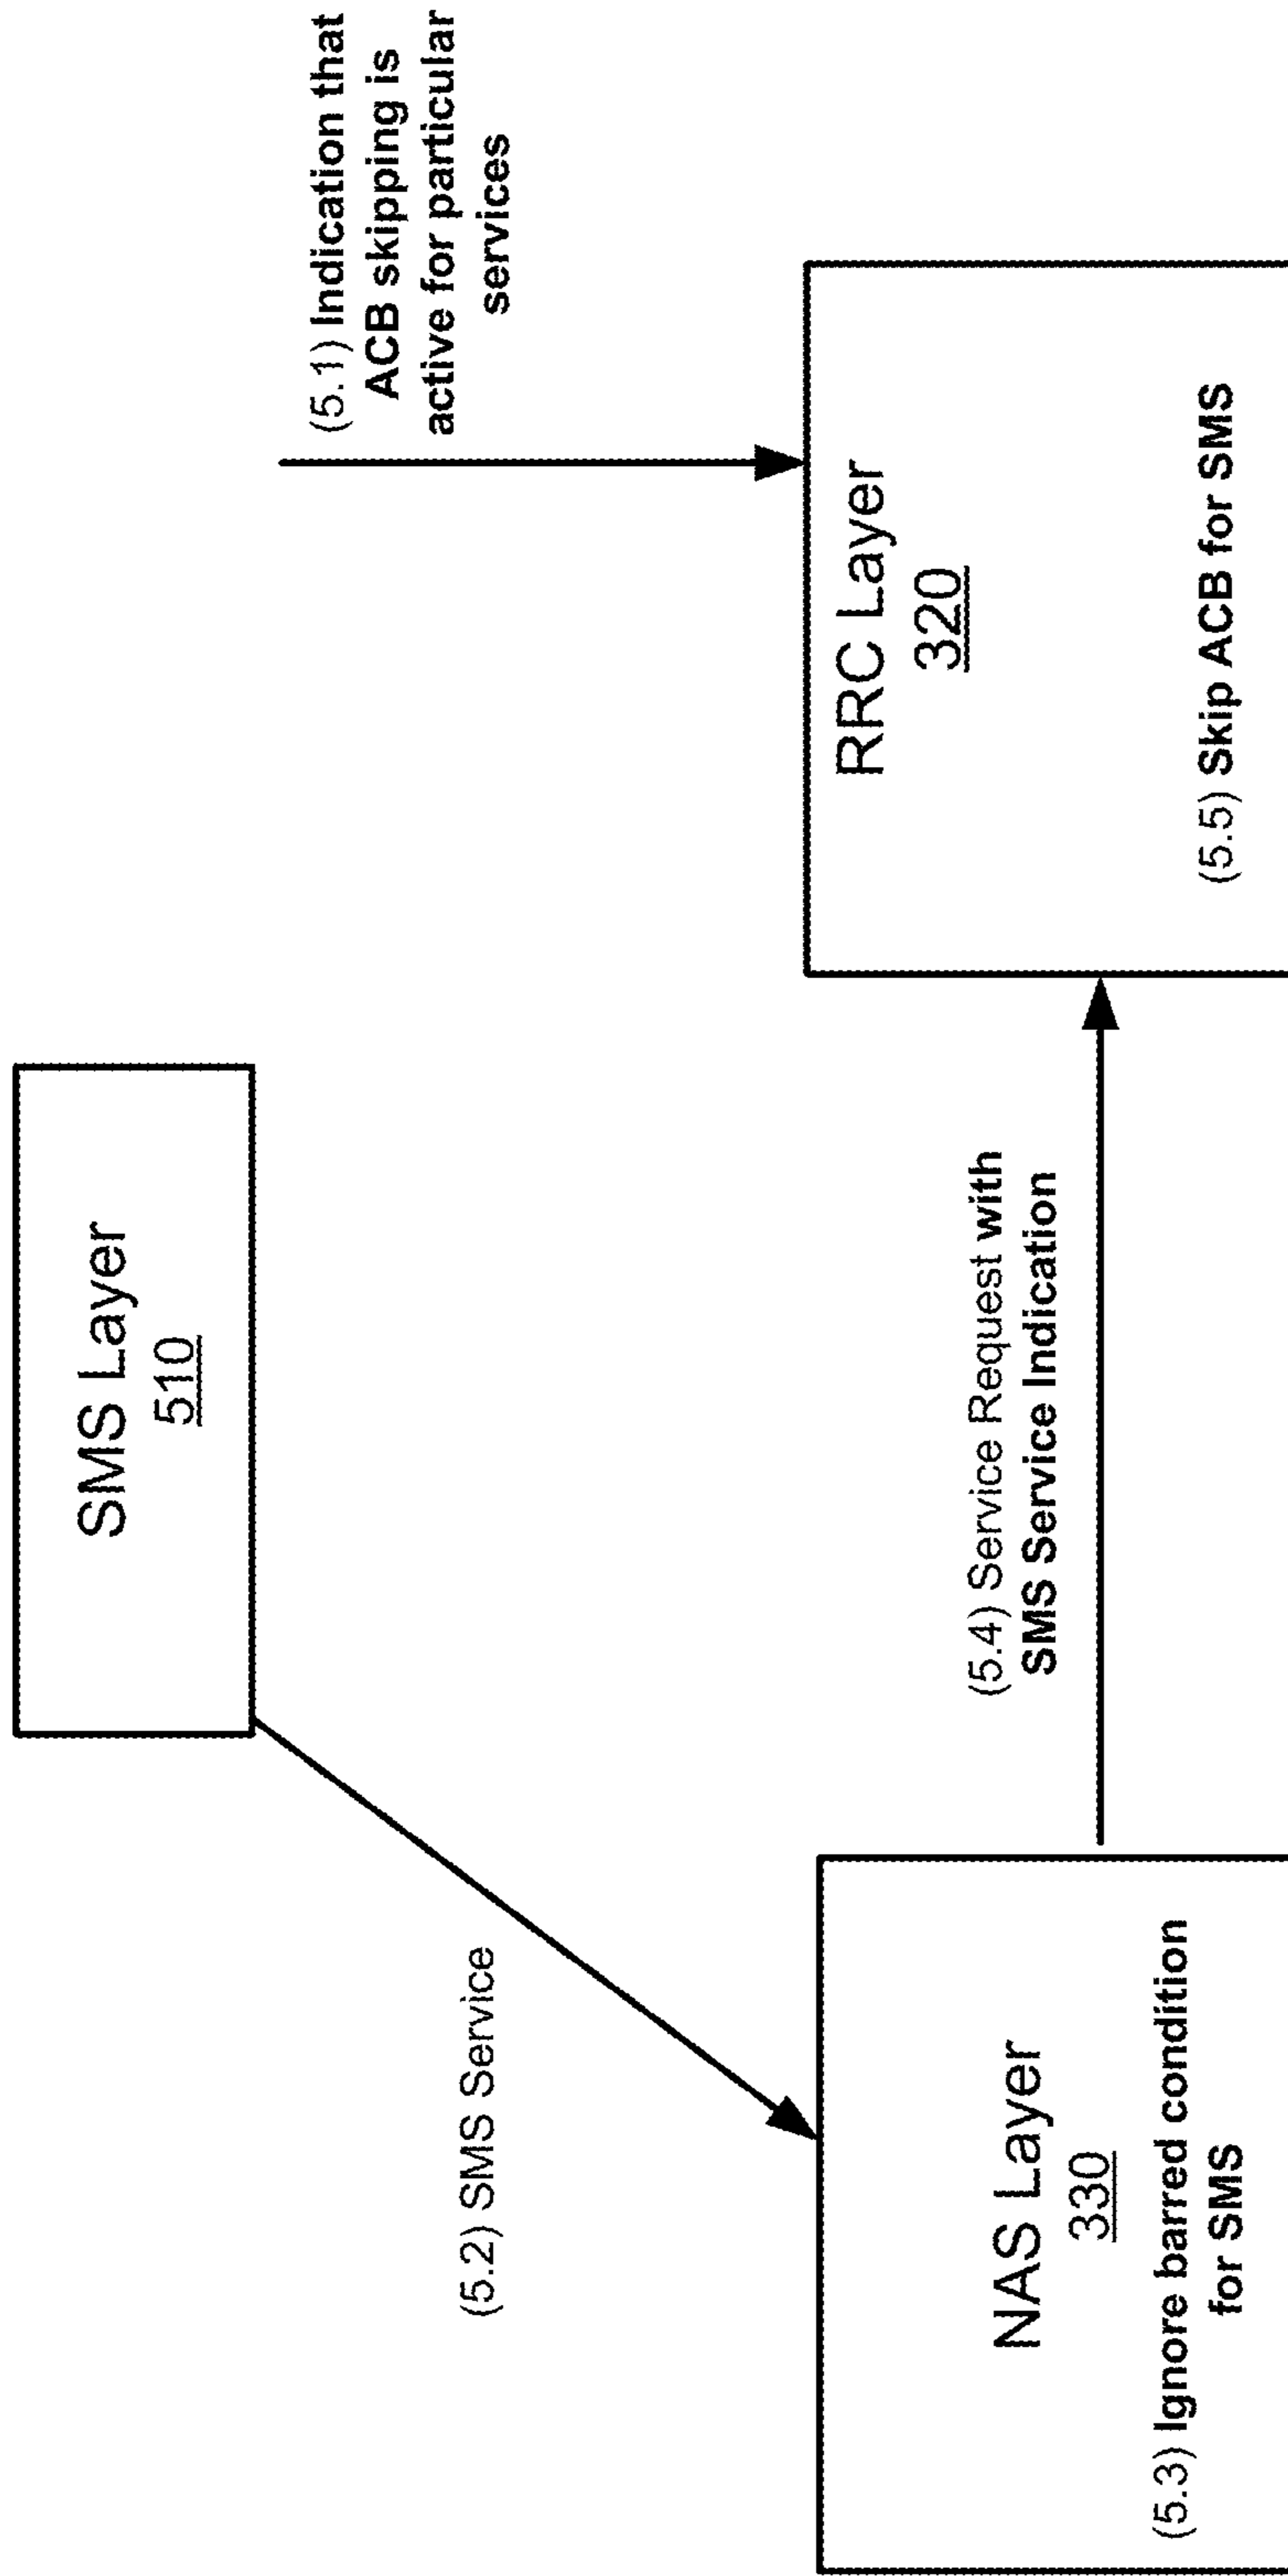 SMS Layer
510
(5.1) Indication that
ACB skipping is
active for particular
services
(5.2) SMS Service
NAS Layer
330
(5.3) Ignore barred condition
for SMS
(5.4) Service Request with
SMS Service Indication
RRC Layer
320
(5.5) Skip ACB for SMS